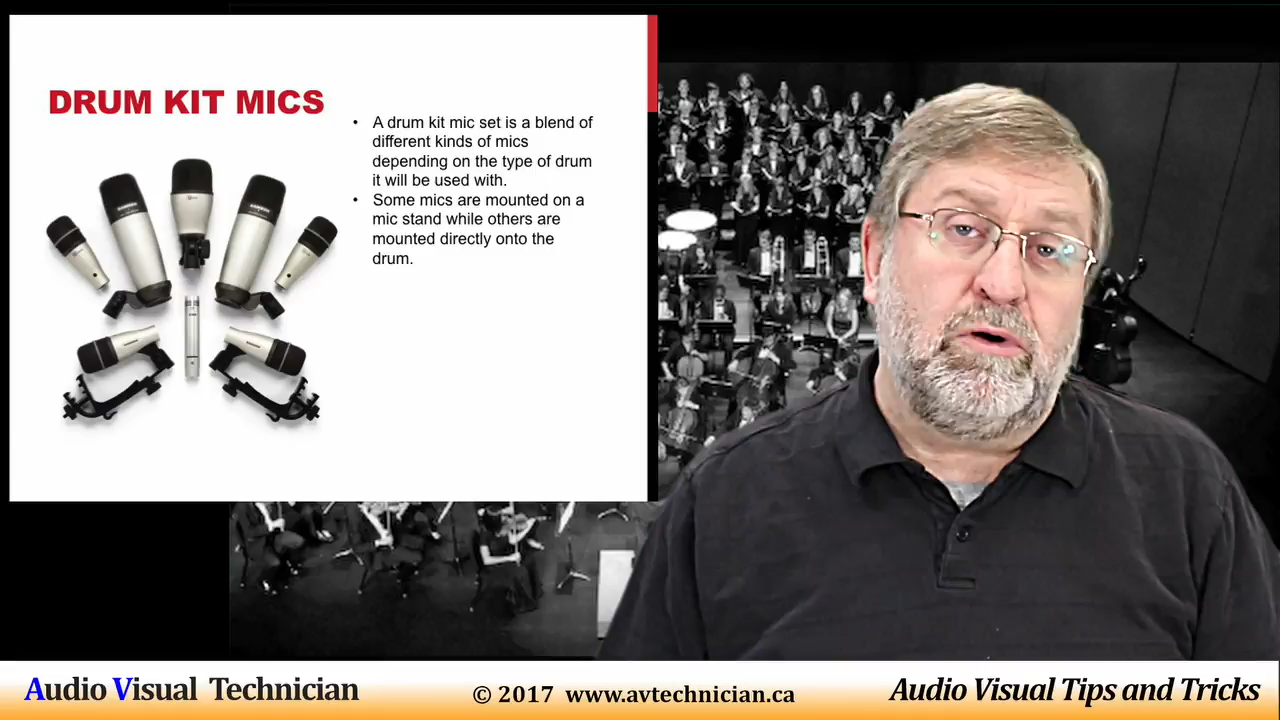 DRUM KIT MICS
• A drum kit mic set is a blend of
different kinds of mics
depending on the type of drum
it will be used with.
• Some mics are mounted on a
mic stand while others are
mounted directly onto the
drum.
SAMSON
Audio Visual Technician
© 2017 www.avtechnician.ca
Audio Visual Tips and Tricks